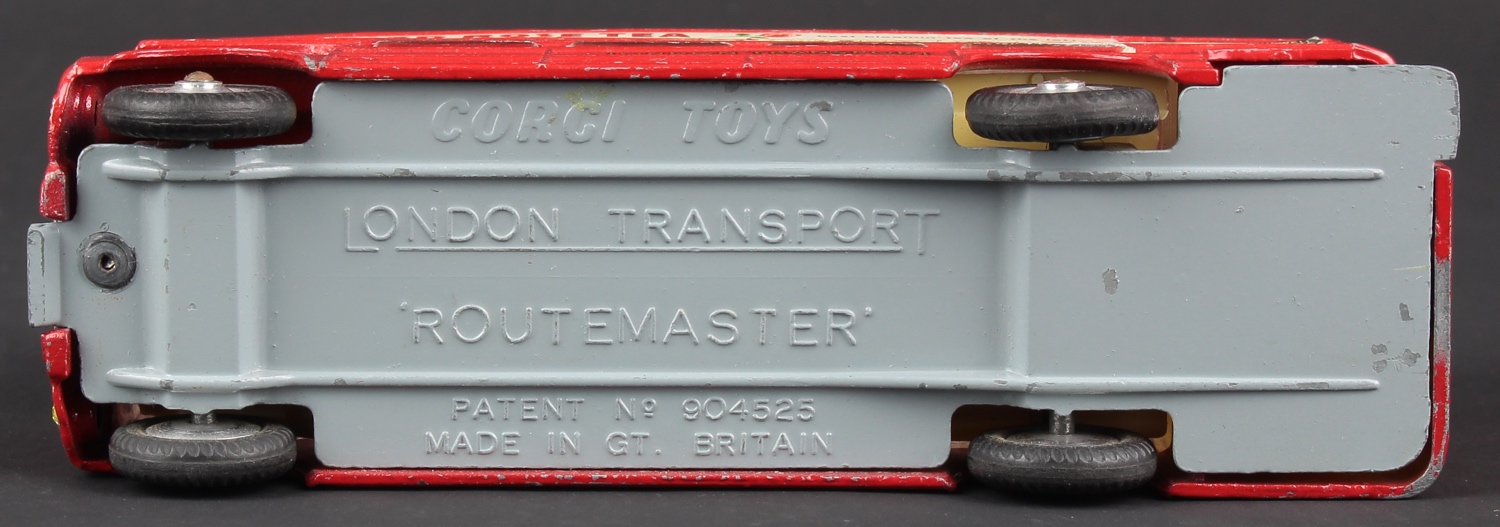 CORGI TOYS
LONDON TRANSPORT
'ROUTEMASTER'
PATENT Nº 904525
MADE IN GT. BRITAIN